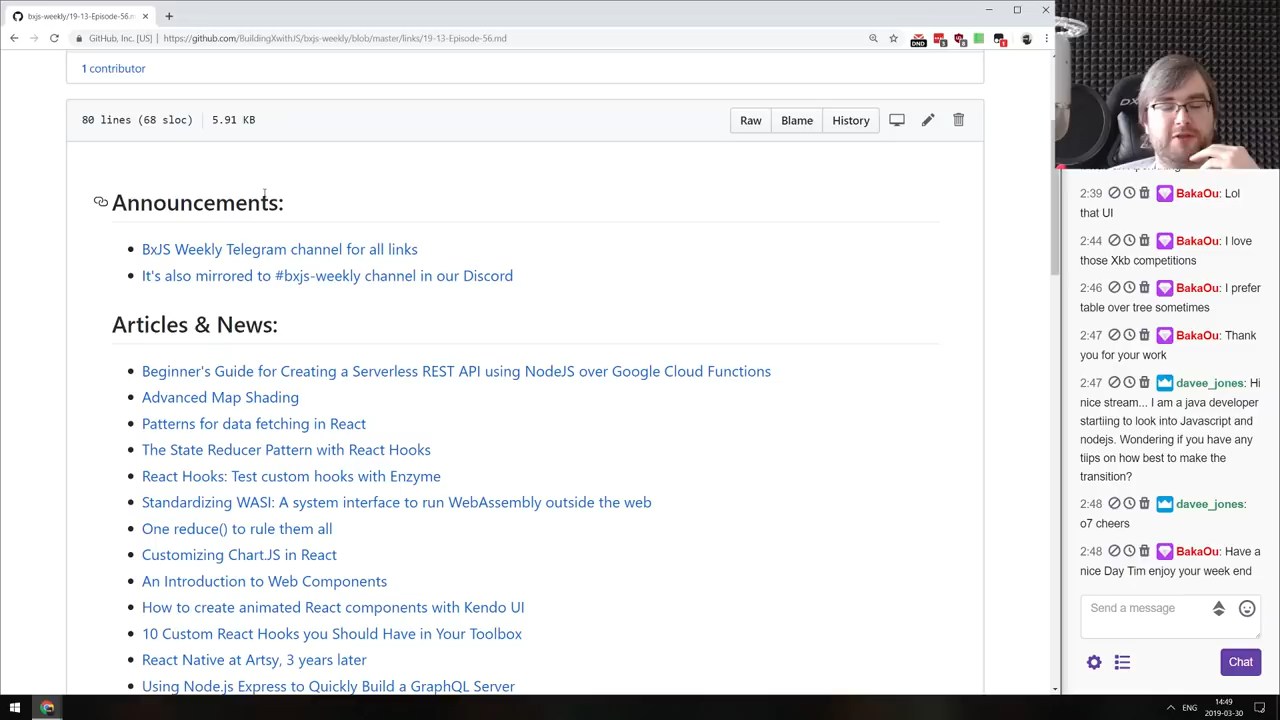 bxjs-weekly/19-13-Episode-56.m
GitHub, Inc. [US] | https://github.com/BuildingXwithJS/bxjs-weekly/blob/master/links/19-13-Episode-56.md
DND
1 contributor
80 lines (68 sloc) 5.91 KB
Raw Blame History
Announcements:
BxJS Weekly Telegram channel for all links
It's also mirrored to #bxjs-weekly channel in our Discord
Articles & News:
Beginner's Guide for Creating a Serverless REST API using NodeJS over Google Cloud Functions
Advanced Map Shading
Patterns for data fetching in React
The State Reducer Pattern with React Hooks
React Hooks: Test custom hooks with Enzyme
Standardizing WASI: A system interface to run WebAssembly outside the web
One reduce() to rule them all
Customizing Chart.JS in React
An Introduction to Web Components
How to create animated React components with Kendo UI
10 Custom React Hooks you Should Have in Your Toolbox
React Native at Artsy, 3 years later
Using Node.js Express to Quickly Build a GraphQL Server
DX
2:39 BakaOu: Lol
that UI
2:44 BakaOu: I love
those Xkb competitions
2:46 BakaOu: I prefer
table over tree sometimes
2:47 BakaOu: Thank
you for your work
2:47 davee_jones: Hi
nice stream... I am a java developer
startiing to look into Javascript and
nodejs. Wondering if you have any
tiips on how best to make the
transition?
2:48 davee_jones:
o7 cheers
2:48 BakaOu: Have a
nice Day Tim enjoy your week end
Send a message
Chat
ENG
14:49
2019-03-30